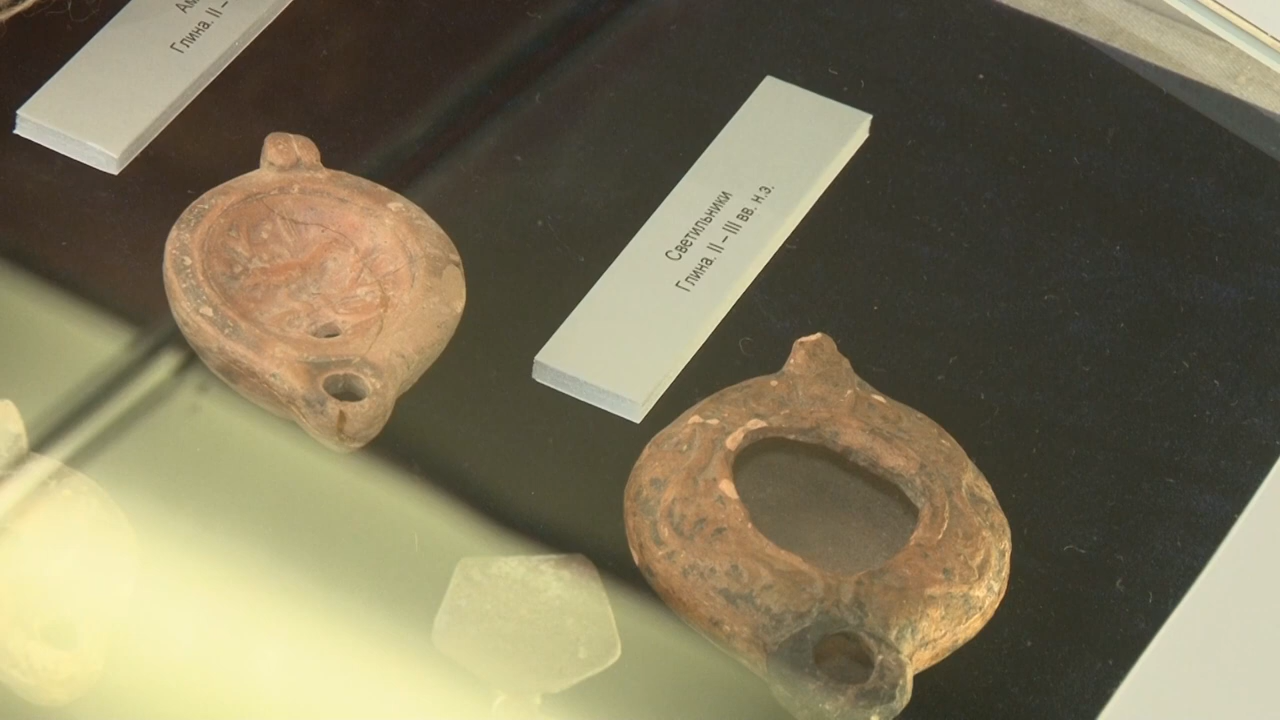 Глина. II –
Светильники
Глина. II – III вв. н.э.